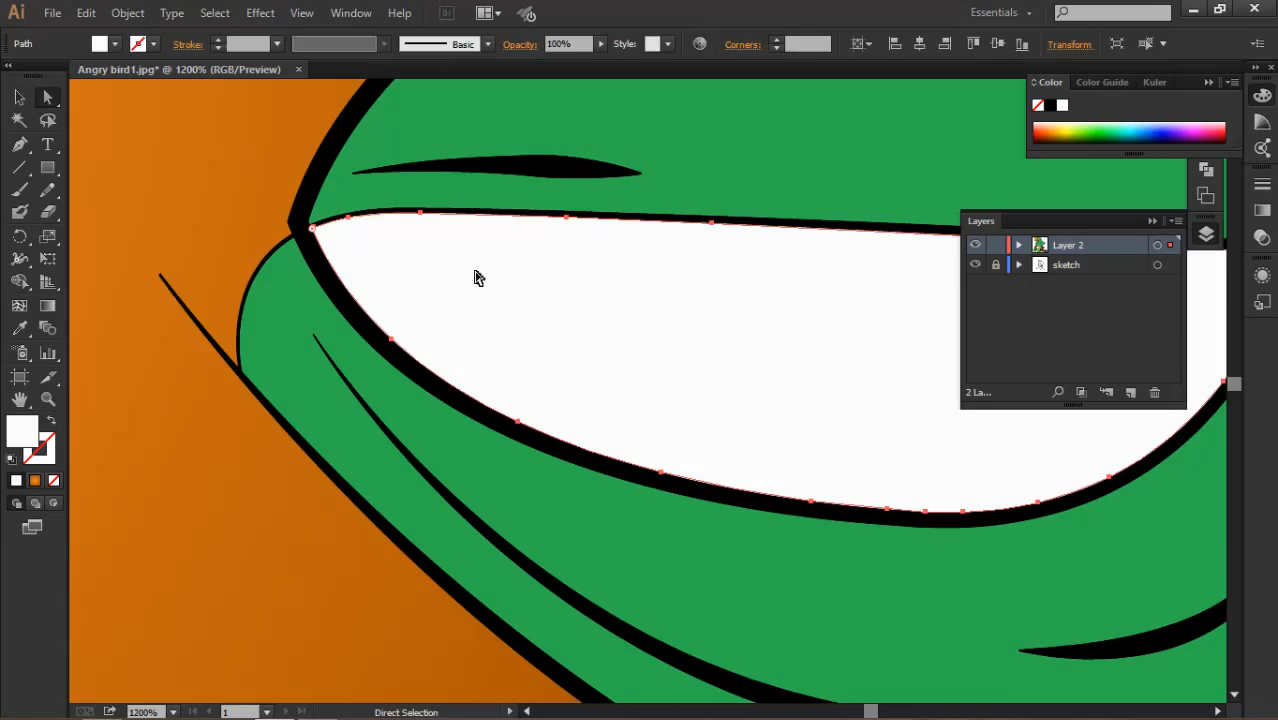 Ai File Edit Object Type Select Effect View Window Help Br Essentials
Path Stroke: Basic Opacity: 100% Style: Corners: Transform
Angry bird1.jpg* @ 1200% (RGB/Preview) ×
Color Color Guide Kuler
Layers
Layer 2
sketch
2 La...
1200% 1 Direct Selection